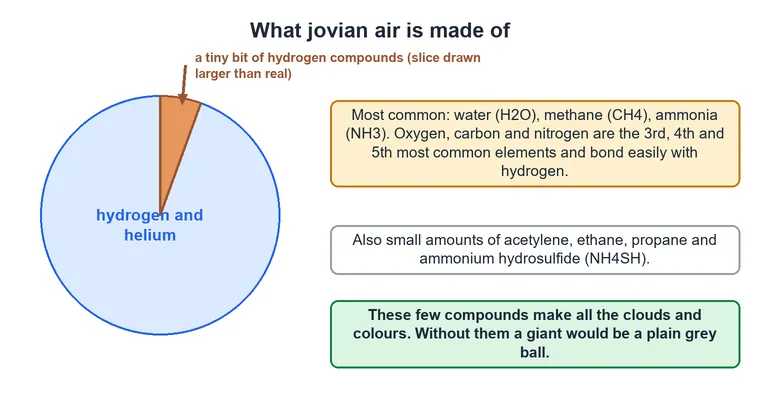 What jovian air is made of
a tiny bit of hydrogen compounds (slice drawn
larger than real)
hydrogen and
helium
Most common: water (H2O), methane (CH4), ammonia
(NH3). Oxygen, carbon and nitrogen are the 3rd, 4th and
5th most common elements and bond easily with
hydrogen.
Also small amounts of acetylene, ethane, propane and
ammonium hydrosulfide (NH4SH).
These few compounds make all the clouds and
colours. Without them a giant would be a plain grey
ball.